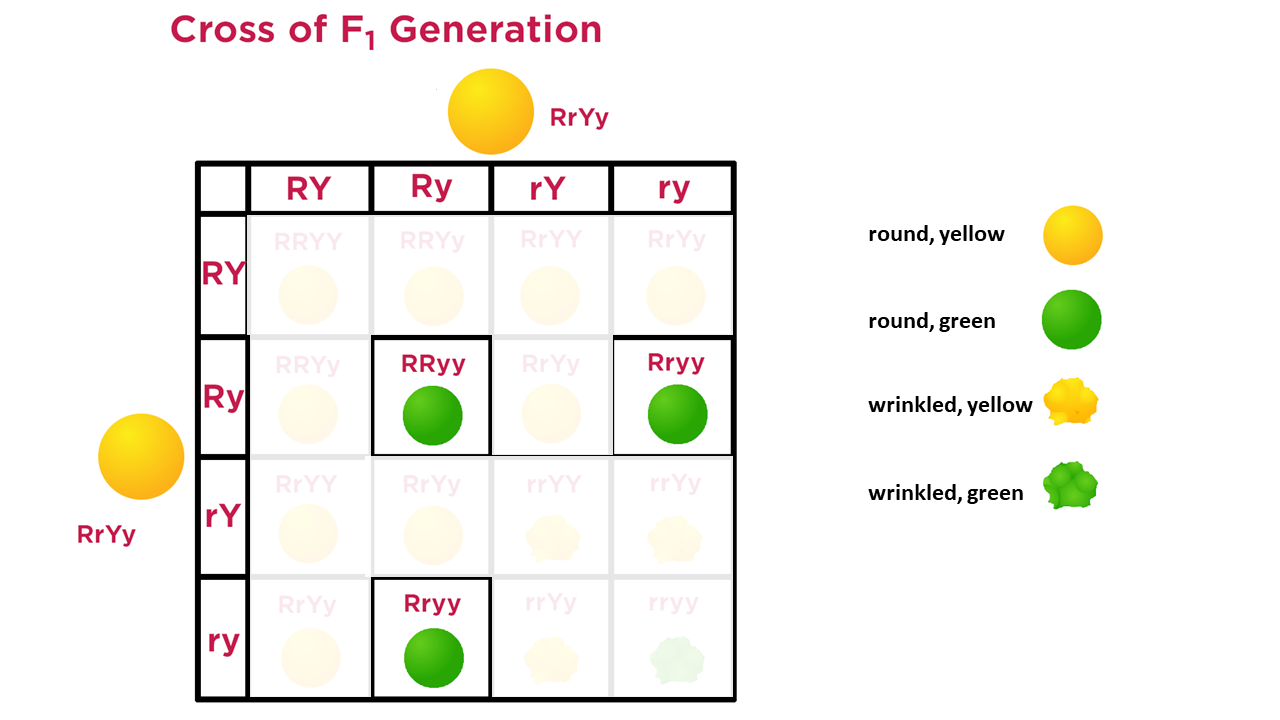 Cross of F₁ Generation
RrYy
RY Ry rY ry
RY RRYY RRYy RrYY RrYy
Ry RRYy RRyy RrYy Rryy
rY RrYY RrYy rrYY rrYy
ry RrYy Rryy rrYy rryy
RrYy
round, yellow
round, green
wrinkled, yellow
wrinkled, green